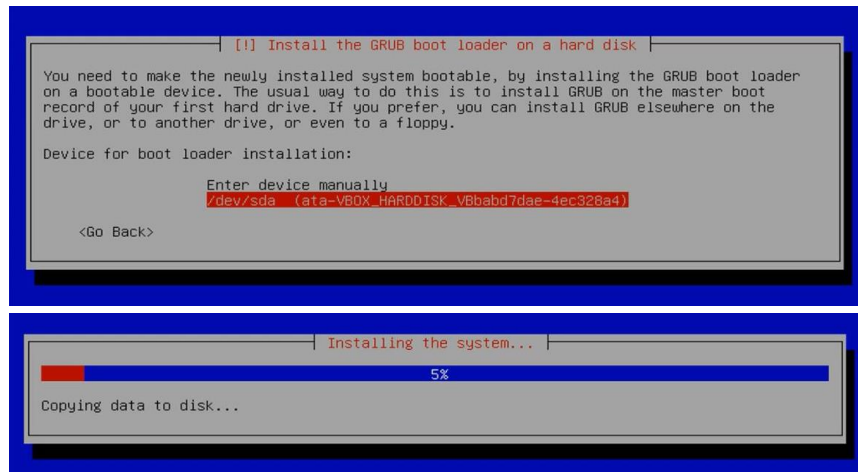 [!] Install the GRUB boot loader on a hard disk
You need to make the newly installed system bootable, by installing the GRUB boot loader
on a bootable device. The usual way to do this is to install GRUB on the master boot
record of your first hard drive. If you prefer, you can install GRUB elsewhere on the
drive, or to another drive, or even to a floppy.
Device for boot loader installation:
Enter device manually
/dev/sda  (ata-VBOX_HARDDISK_VBbabd7dae-4ec328a4)
<Go Back>
Installing the system...
5%
Copying data to disk...